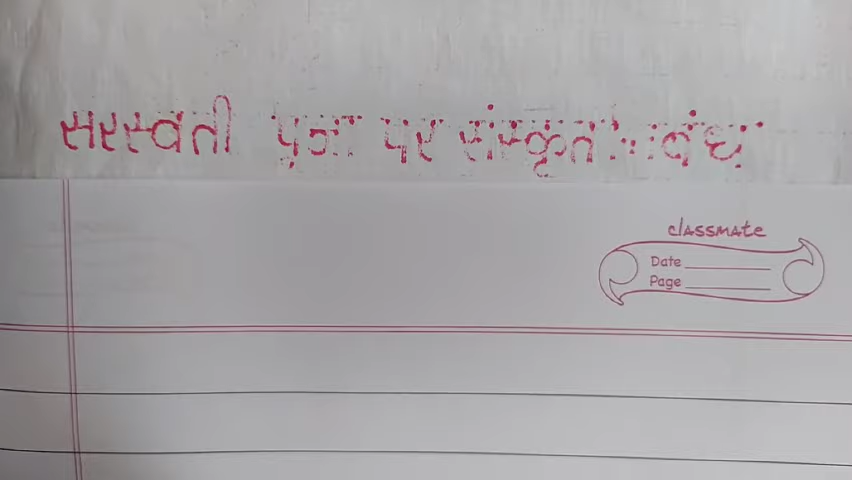 सरस्वती पूजा पर संस्कृत निबंध
classmate
Date
Page